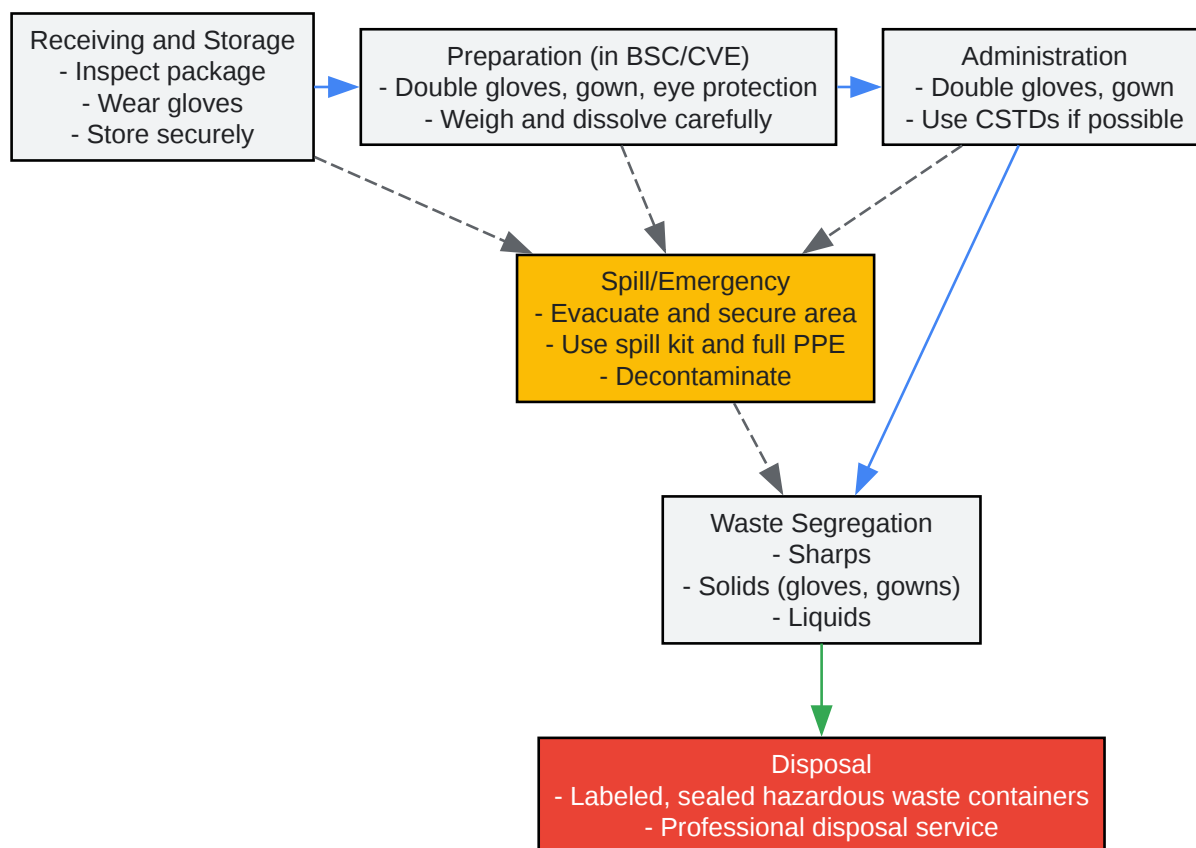 Receiving and Storage
- Inspect package
- Wear gloves
- Store securely
Preparation (in BSC/CVE)
- Double gloves, gown, eye protection
- Weigh and dissolve carefully
Administration
- Double gloves, gown
- Use CSTDs if possible
Spill/Emergency
- Evacuate and secure area
- Use spill kit and full PPE
- Decontaminate
Waste Segregation
- Sharps
- Solids (gloves, gowns)
- Liquids
Disposal
- Labeled, sealed hazardous waste containers
- Professional disposal service